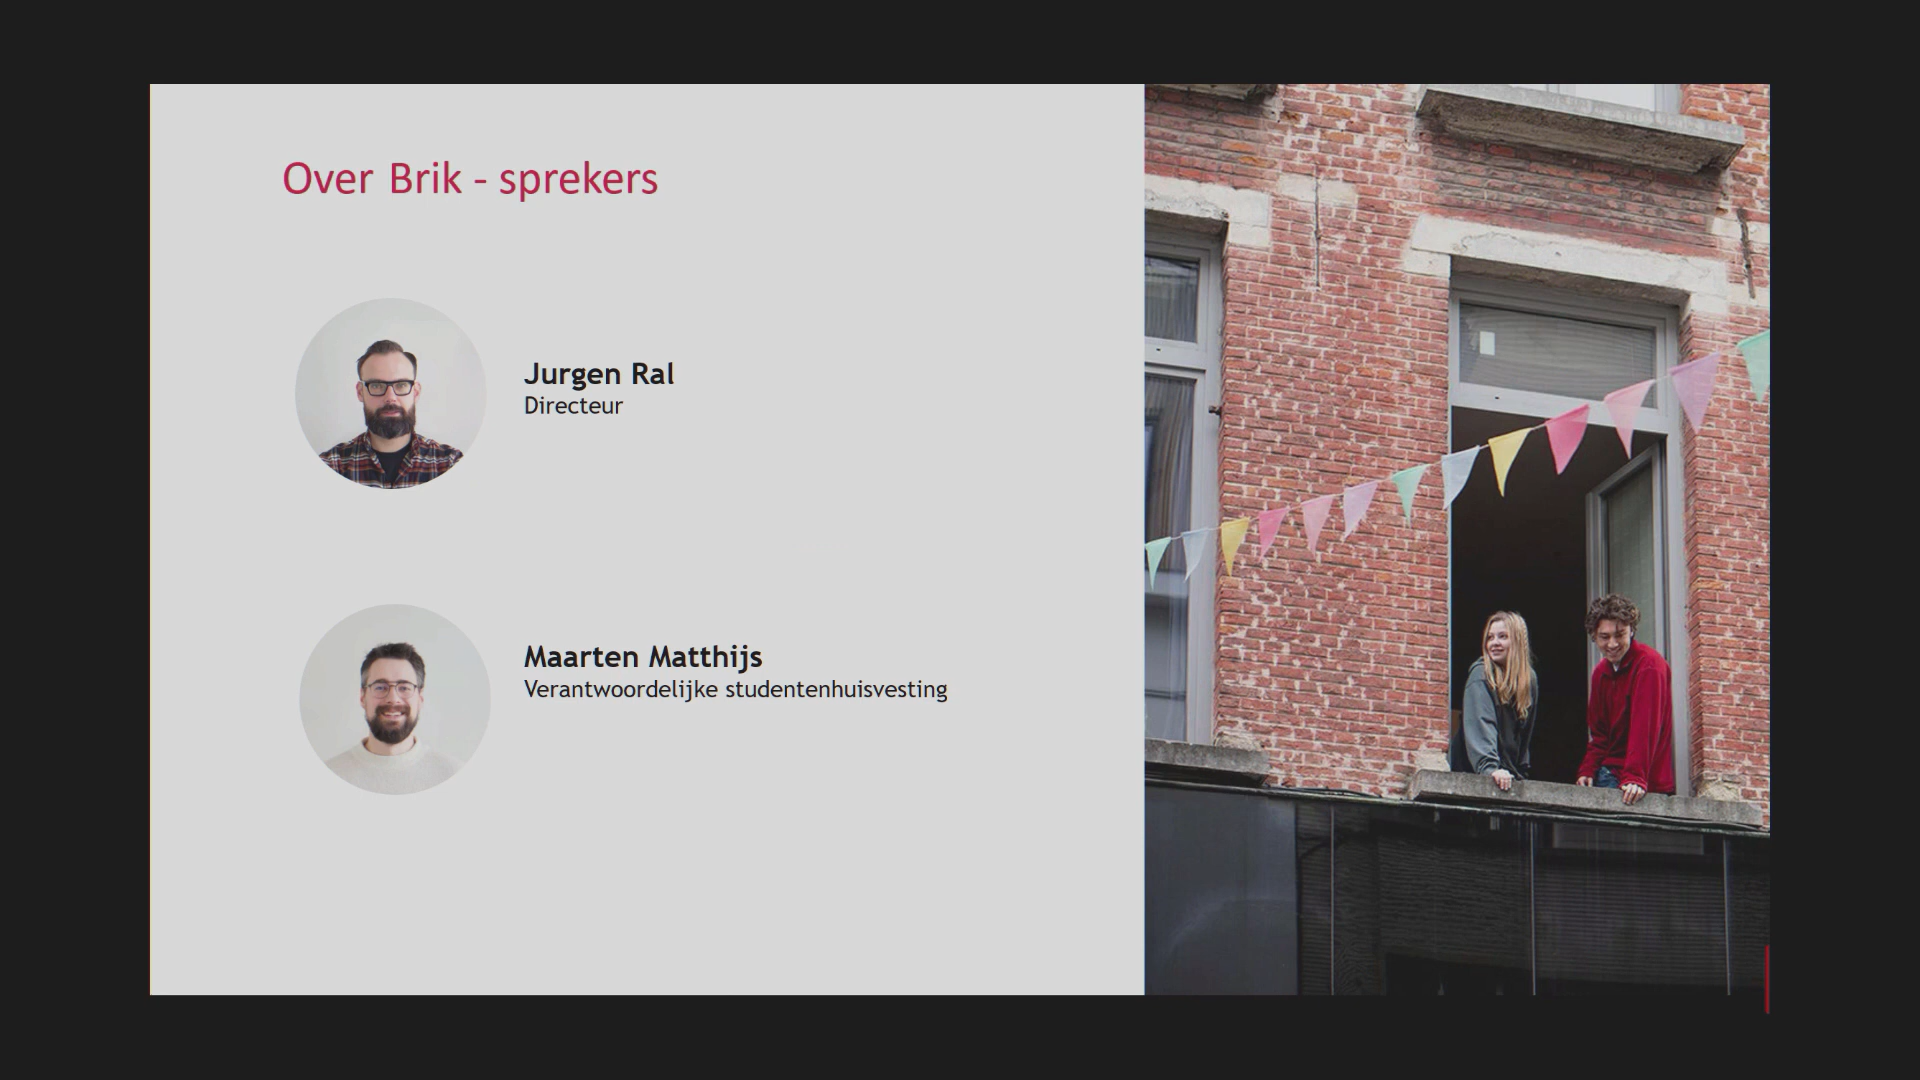 Over Brik - sprekers
Jurgen Ral
Directeur
Maarten Matthijs
Verantwoordelijke studentenhuisvesting